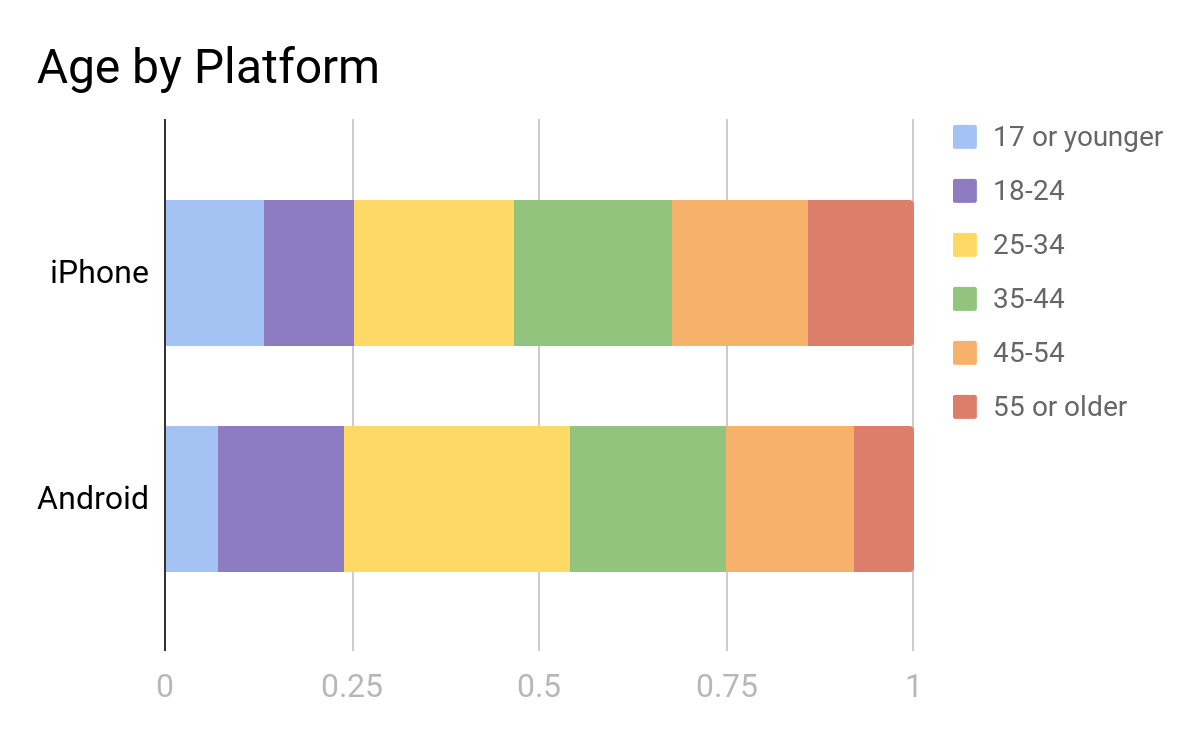 Age by Platform
17 or younger
18-24
25-34
35-44
45-54
55 or older
iPhone
Android
0 0.25 0.5 0.75 1